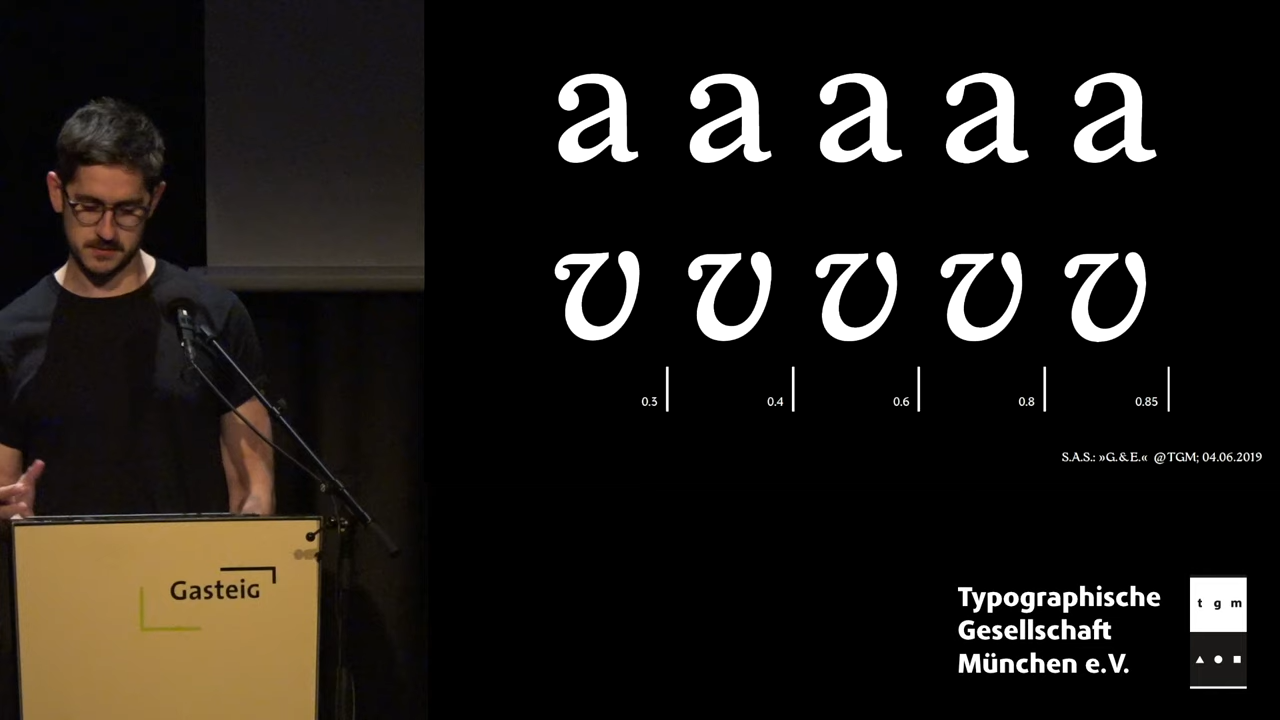 a a a a a
v v v v v
0.3 0.4 0.6 0.8 0.85
S.A.S.: »G.&E.« @TGM; 04.06.2019
Gasteig
Typographische
Gesellschaft
München e.V.
t g m